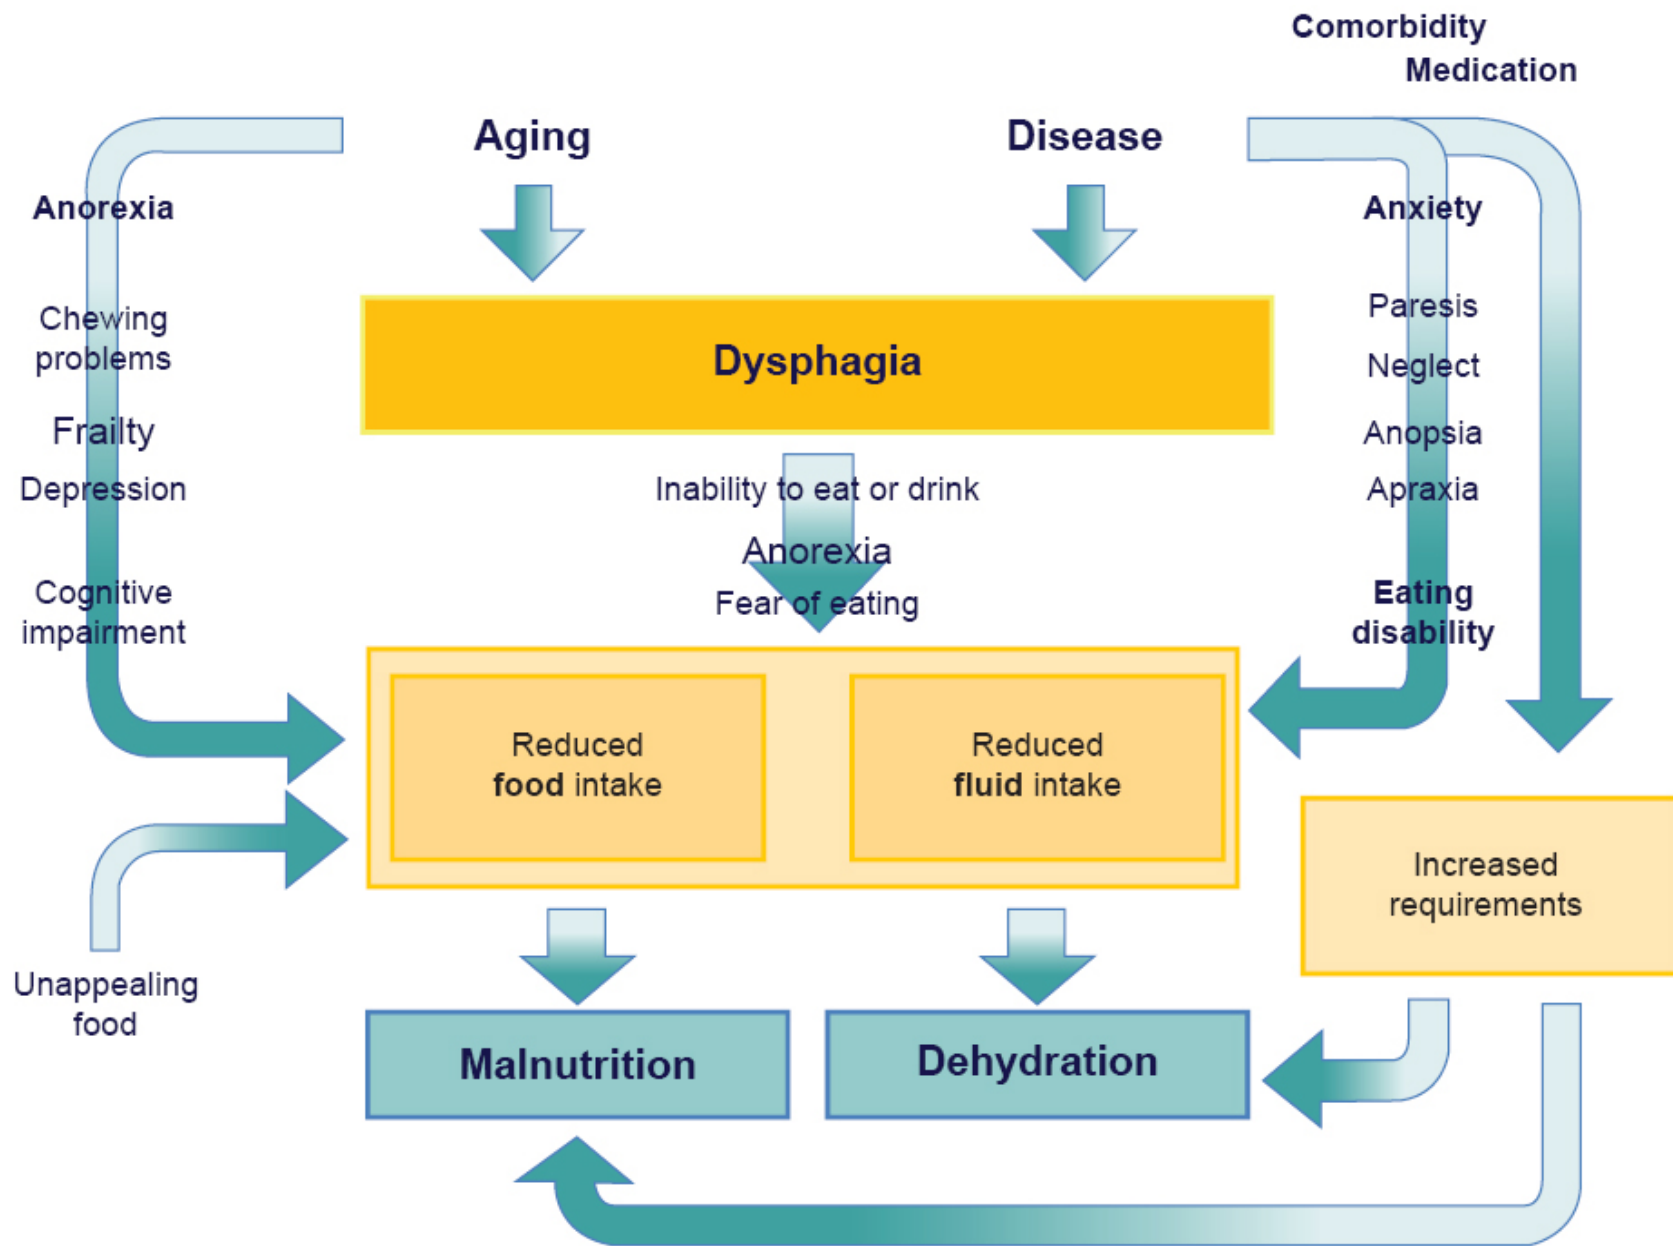 Comorbidity
Medication
Aging
Disease
Anorexia
Chewing
problems
Frailty
Depression
Cognitive
impairment
Anxiety
Paresis
Neglect
Anopsia
Apraxia
Eating
disability
Dysphagia
Inability to eat or drink
Anorexia
Fear of eating
Reduced
food intake
Reduced
fluid intake
Increased
requirements
Unappealing
food
Malnutrition
Dehydration